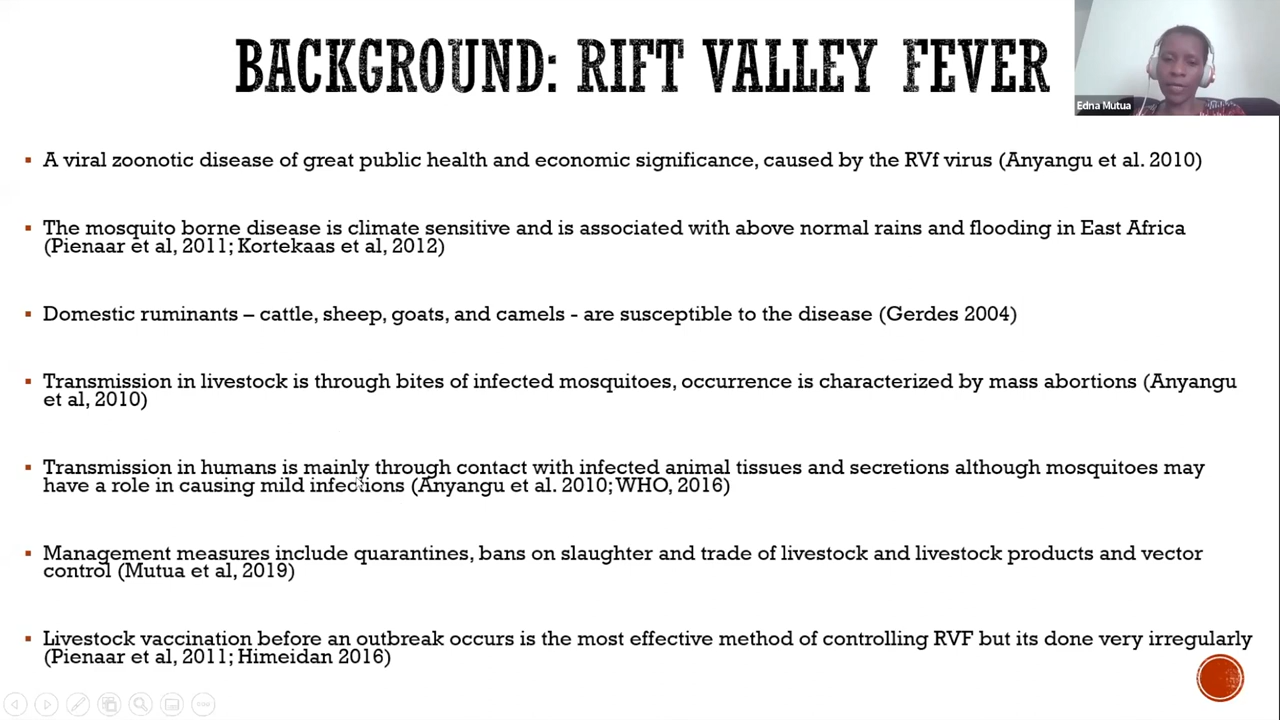 BACKGROUND: RIFT VALLEY FEVER
Edna Mutua
▪ A viral zoonotic disease of great public health and economic significance, caused by the RVf virus (Anyangu et al. 2010)
▪ The mosquito borne disease is climate sensitive and is associated with above normal rains and flooding in East Africa
(Pienaar et al, 2011; Kortekaas et al, 2012)
▪ Domestic ruminants – cattle, sheep, goats, and camels - are susceptible to the disease (Gerdes 2004)
▪ Transmission in livestock is through bites of infected mosquitoes, occurrence is characterized by mass abortions (Anyangu
et al, 2010)
▪ Transmission in humans is mainly through contact with infected animal tissues and secretions although mosquitoes may
have a role in causing mild infections (Anyangu et al. 2010; WHO, 2016)
▪ Management measures include quarantines, bans on slaughter and trade of livestock and livestock products and vector
control (Mutua et al, 2019)
▪ Livestock vaccination before an outbreak occurs is the most effective method of controlling RVF but its done very irregularly
(Pienaar et al, 2011; Himeidan 2016)